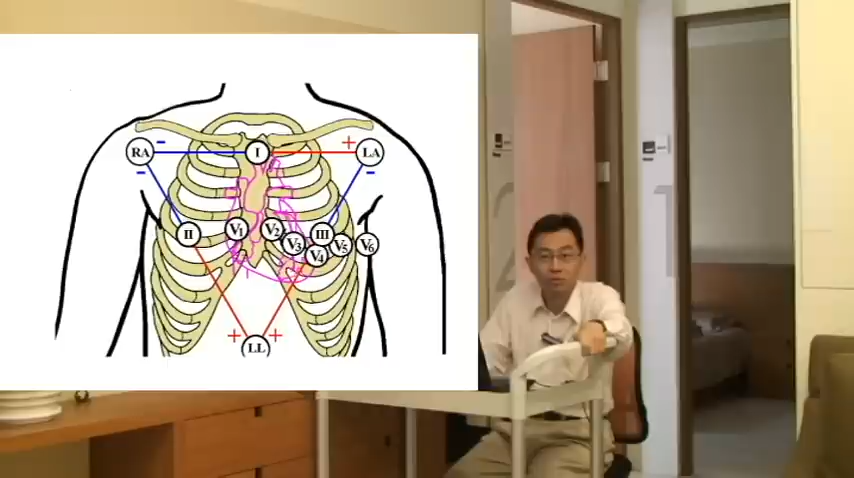 RA - I + LA
- -
II V1 V2 V3 III V4 V5 V6
+ LL +